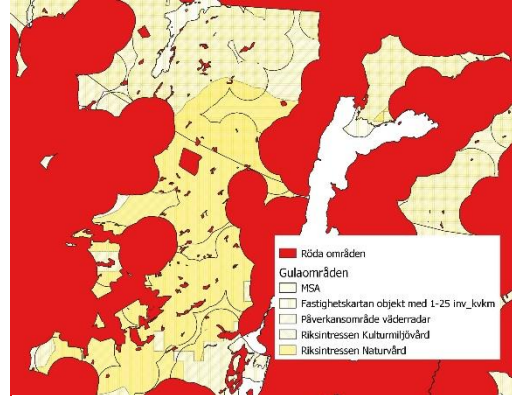 Röda områden
Gulaområden
MSA
Fastighetskartan objekt med 1-25 inv_kvkm
Påverkansområde väderradar
Riksintressen Kulturmiljövård
Riksintressen Naturvård